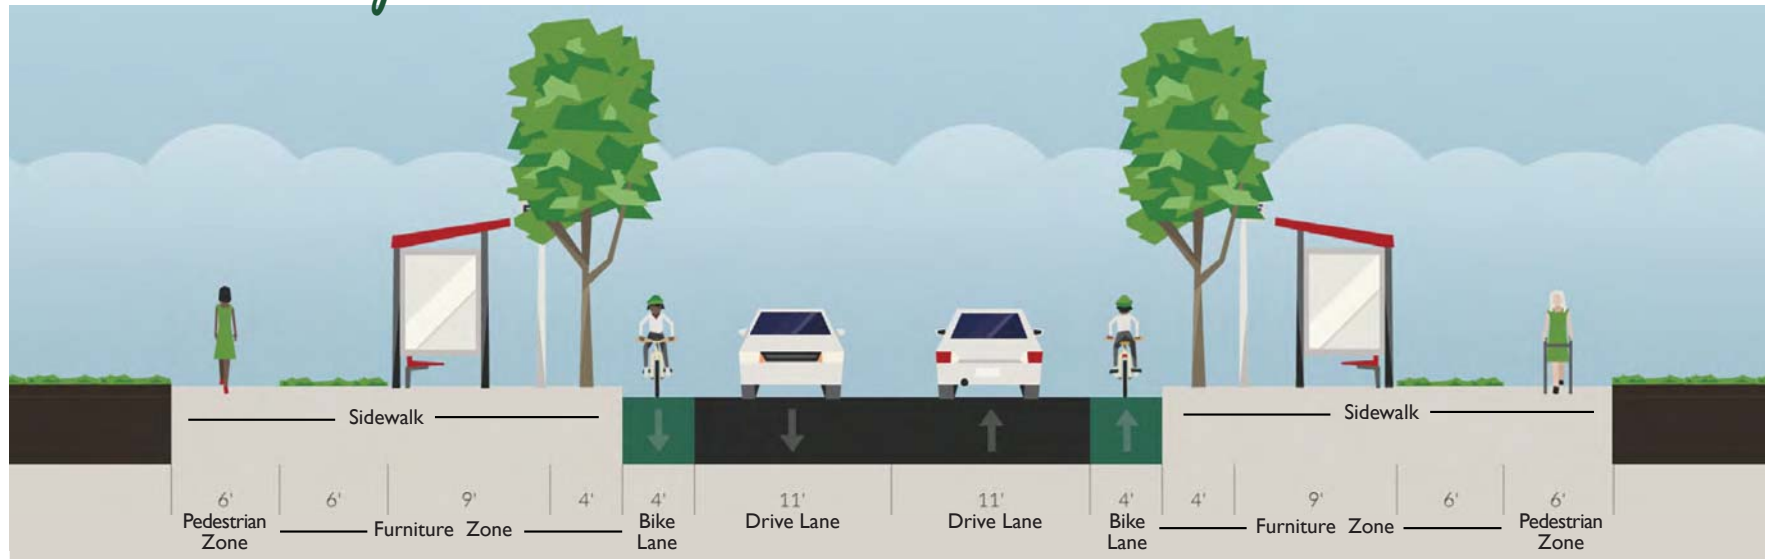 Sidewalk
Sidewalk
6' 6' 9' 4' 4' 11' 11' 4' 4' 9' 6' 6'
Pedestrian Zone
Furniture Zone
Bike Lane
Drive Lane
Drive Lane
Bike Lane
Furniture Zone
Pedestrian Zone